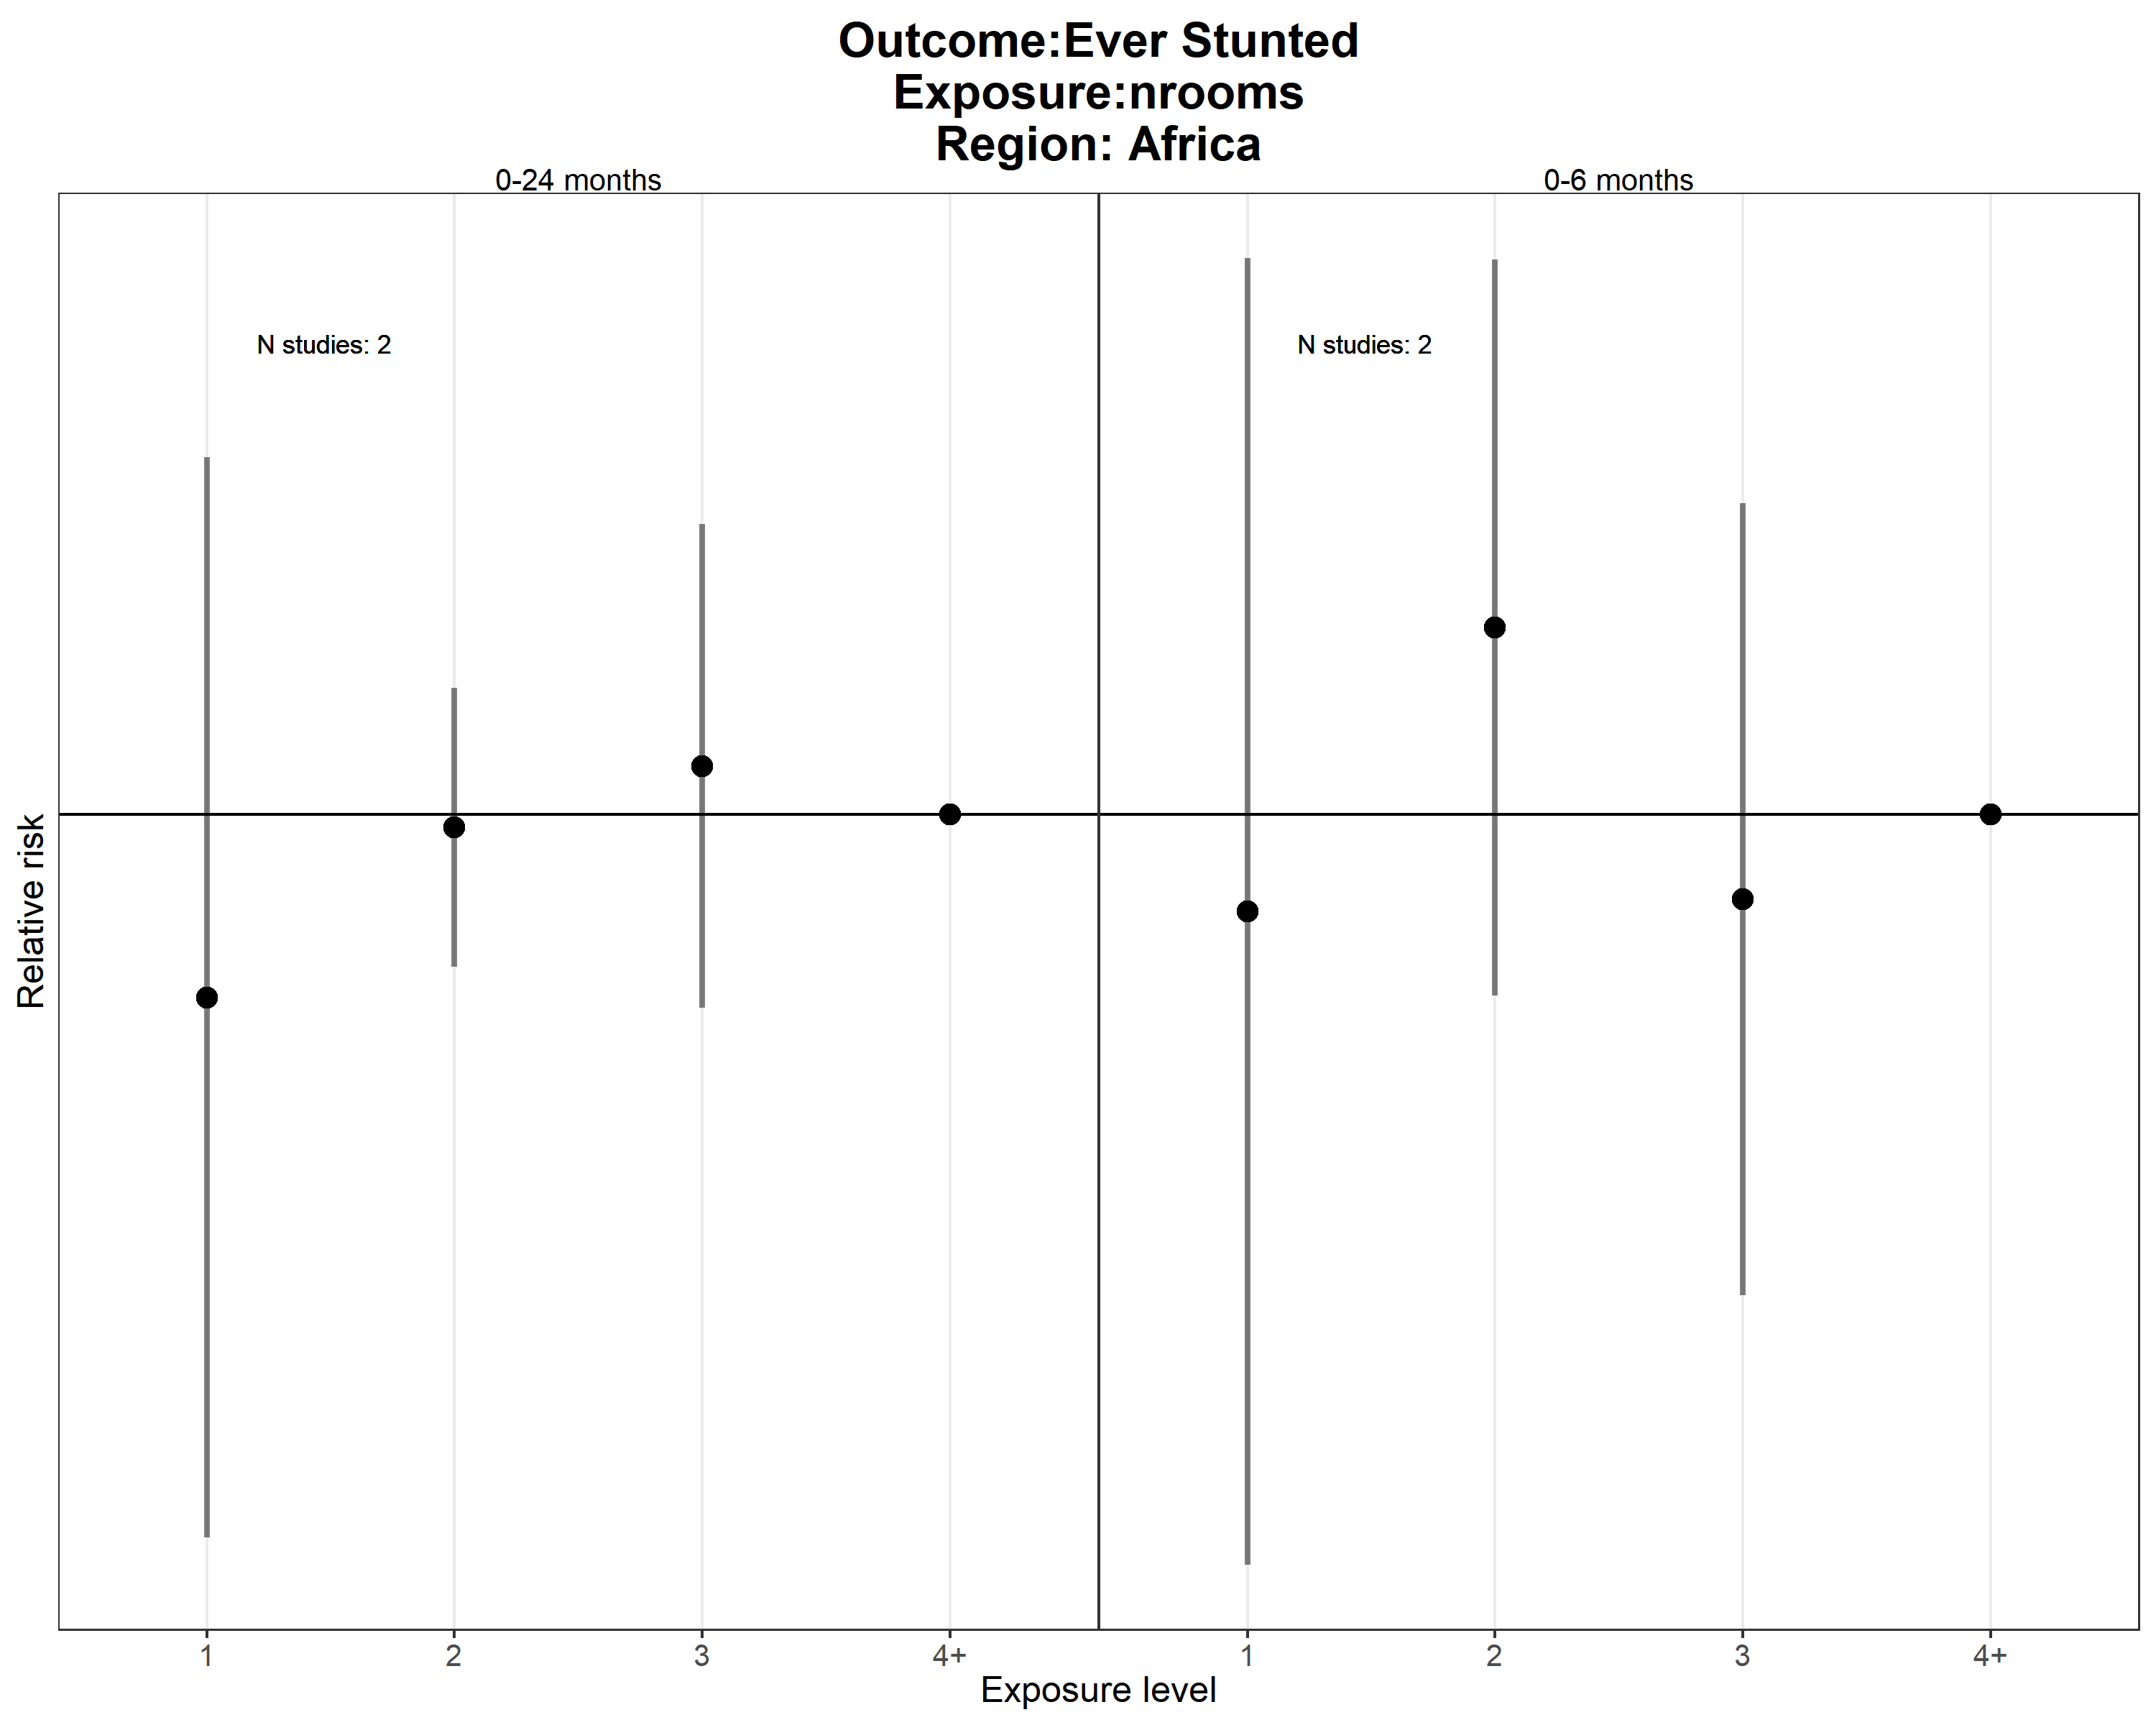 Outcome:Ever Stunted
Exposure:nrooms
Region: Africa
0-24 months
0-6 months
N studies: 2
N studies: 2
Relative risk
1
2
3
4+
1
2
3
4+
Exposure level